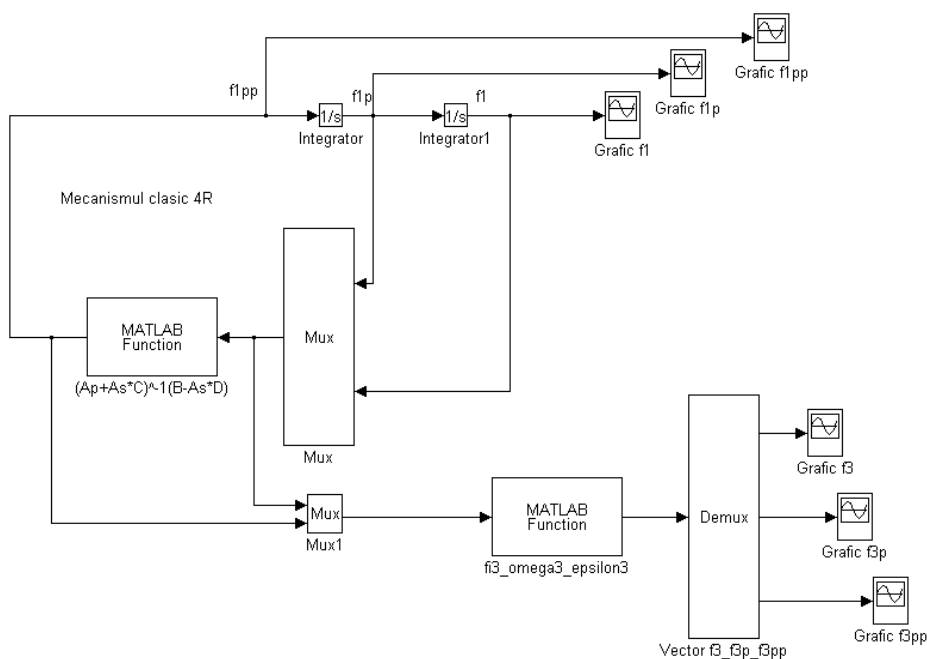 Grafic f1pp
f1pp
f1p
f1
Grafic f1p
1/s
1/s
Integrator
Integrator1
Grafic f1
Mecanismul clasic 4R
MATLAB
Function
Mux
(Ap+As*C)^-1(B-As*D)
Mux
Mux
Mux1
MATLAB
Function
fi3_omega3_epsilon3
Demux
Grafic f3
Grafic f3p
Grafic f3pp
Vector f3_f3p_f3pp